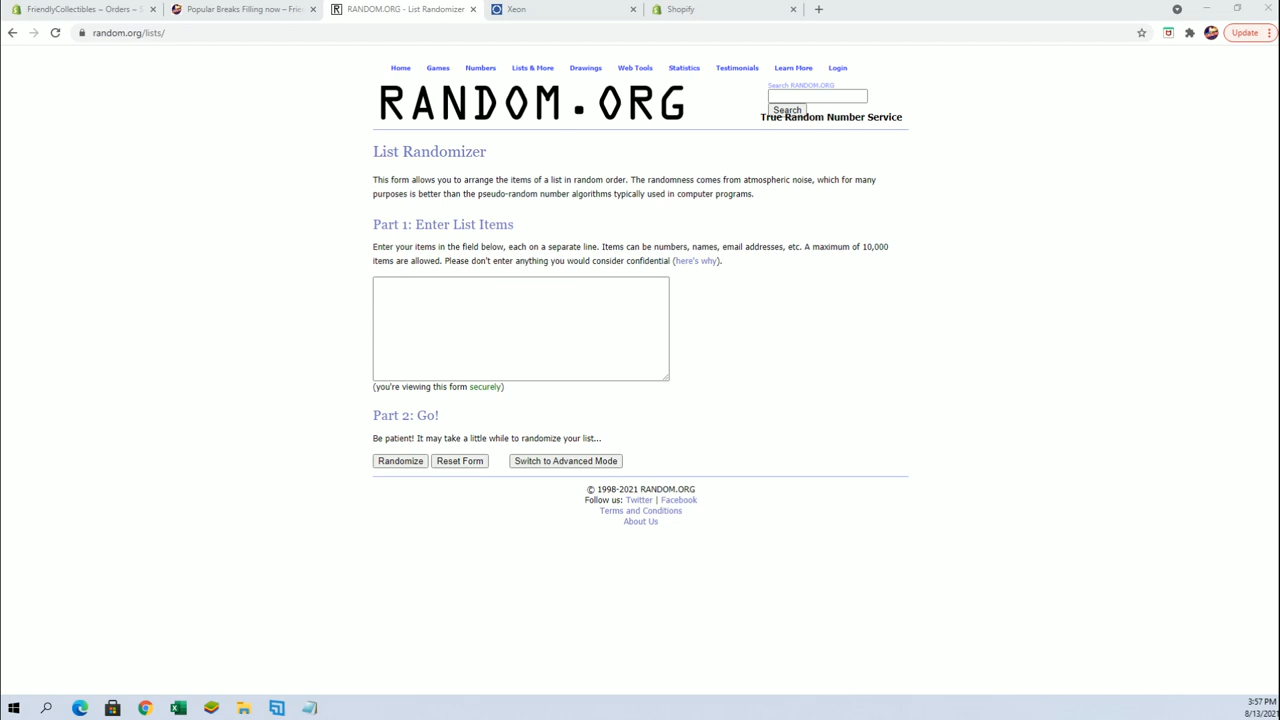 FriendlyCollectibles ~ Orders ~ S
Popular Breaks Filling now – Frie
RANDOM.ORG - List Randomizer
Xeon
Shopify
random.org/lists/
Update
Home Games Numbers Lists & More Drawings Web Tools Statistics Testimonials Learn More Login
RANDOM.ORG
Search RANDOM.ORG
Search
True Random Number Service
List Randomizer
This form allows you to arrange the items of a list in random order. The randomness comes from atmospheric noise, which for many
purposes is better than the pseudo-random number algorithms typically used in computer programs.
Part 1: Enter List Items
Enter your items in the field below, each on a separate line. Items can be numbers, names, email addresses, etc. A maximum of 10,000
items are allowed. Please don't enter anything you would consider confidential (here's why).
(you're viewing this form securely)
Part 2: Go!
Be patient! It may take a little while to randomize your list...
Randomize Reset Form Switch to Advanced Mode
© 1998-2021 RANDOM.ORG
Follow us: Twitter | Facebook
Terms and Conditions
About Us
3:57 PM
8/13/2021